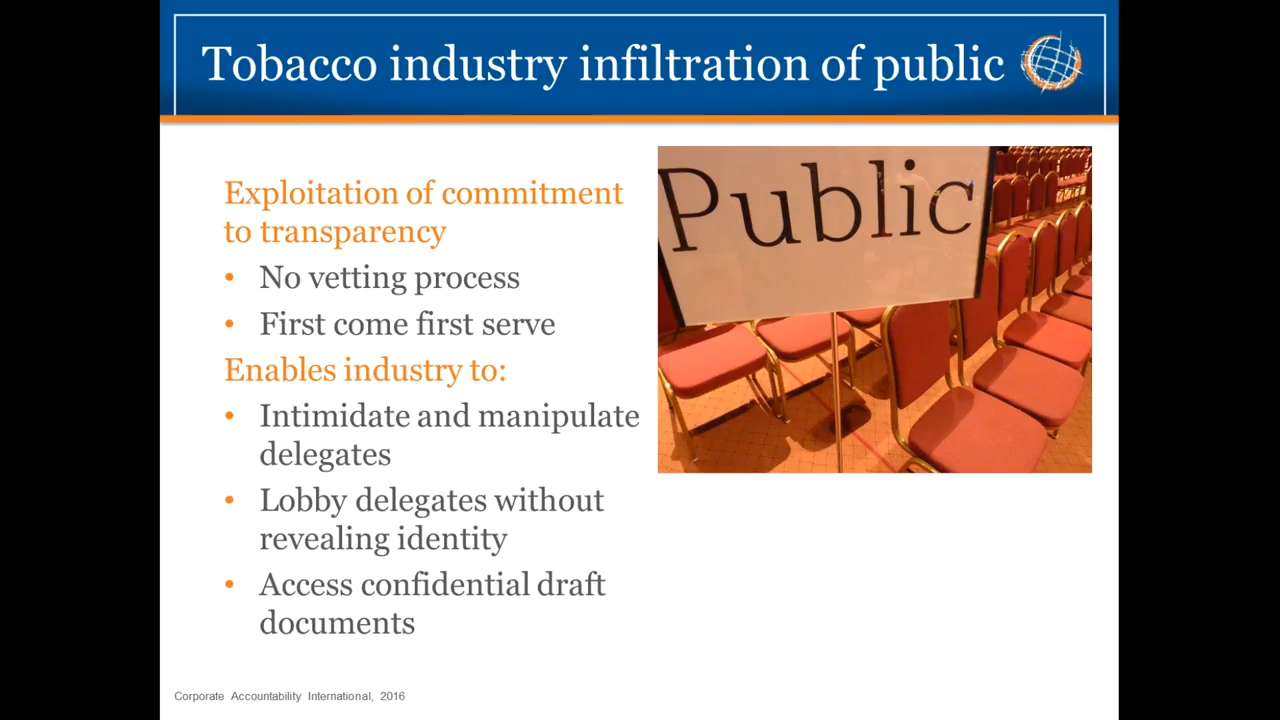 Tobacco industry infiltration of public
Exploitation of commitment
to transparency
• No vetting process
• First come first serve
Enables industry to:
• Intimidate and manipulate
delegates
• Lobby delegates without
revealing identity
• Access confidential draft
documents
Public
Corporate Accountability International, 2016